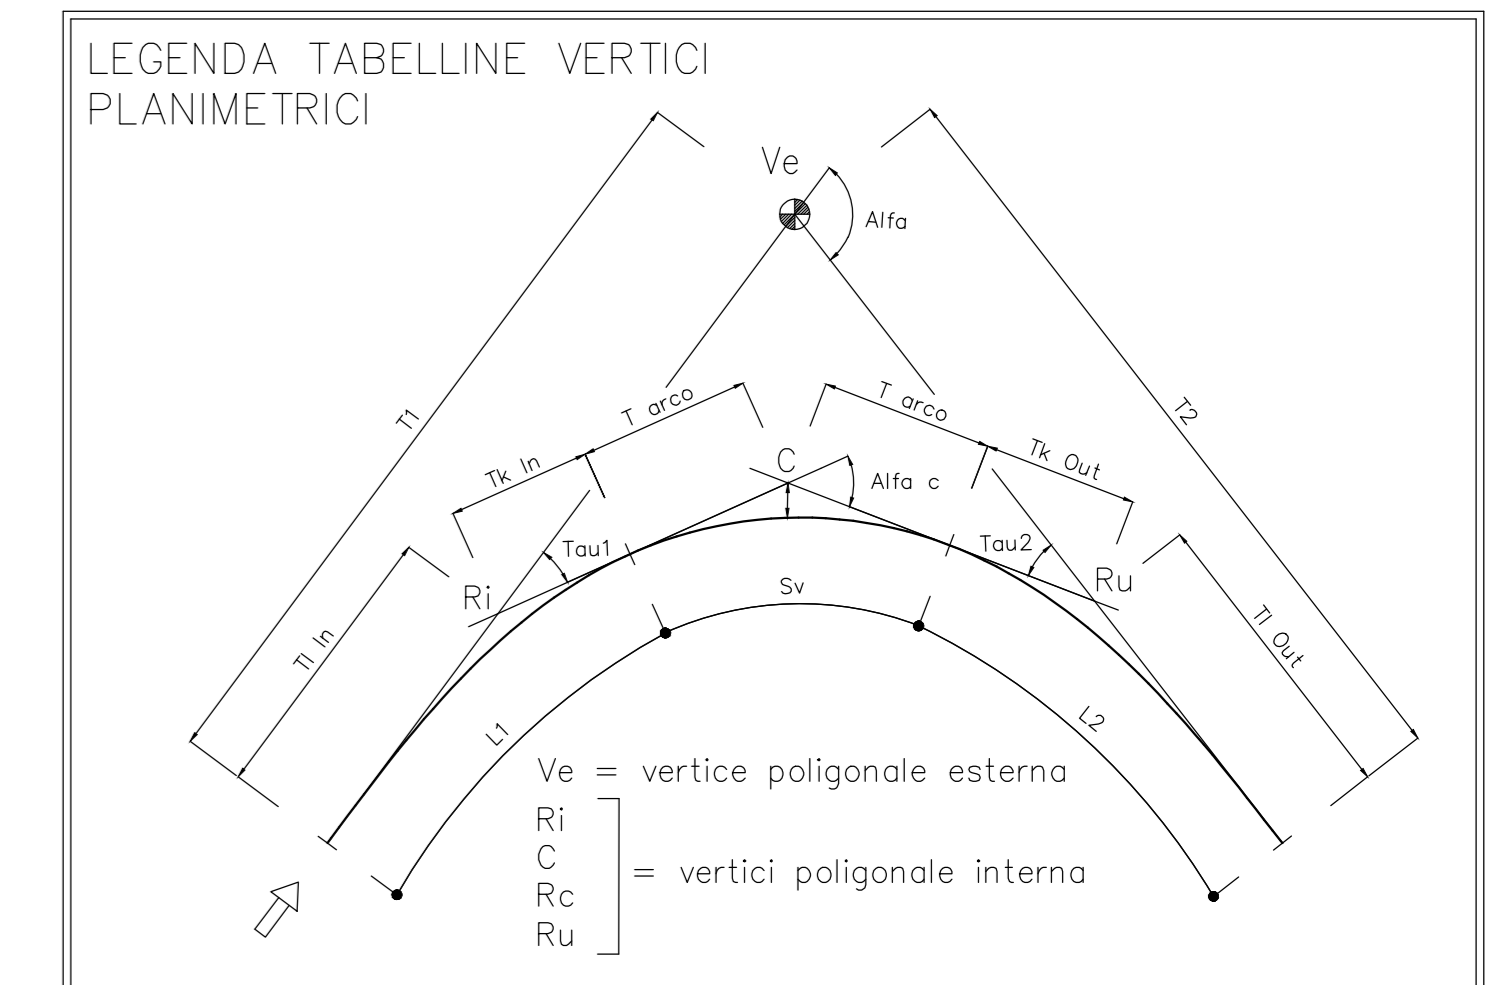 LEGENDA TABELLINE VERTICI
PLANIMETRICI
Ve
Alfa
T1
T2
T arco
T arco
Tk In
Tk Out
C
Alfa c
Tau1
Tau2
Ri
Ru
Sv
Tl In
Tl Out
L1
L2
Ve = vertice poligonale esterna
Ri
C
Rc
Ru
= vertici poligonale interna